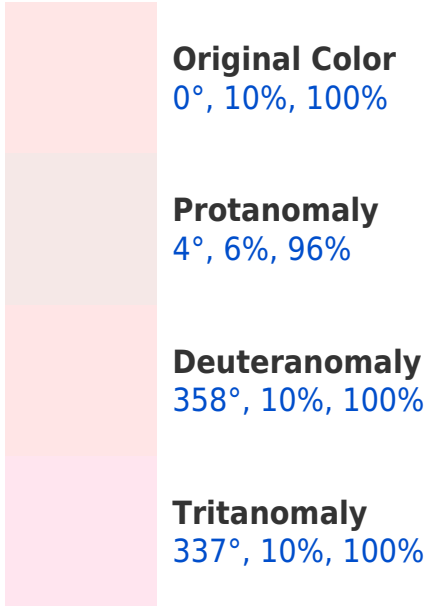 Original Color
0°, 10%, 100%
Protanomaly
4°, 6%, 96%
Deuteranomaly
358°, 10%, 100%
Tritanomaly
337°, 10%, 100%